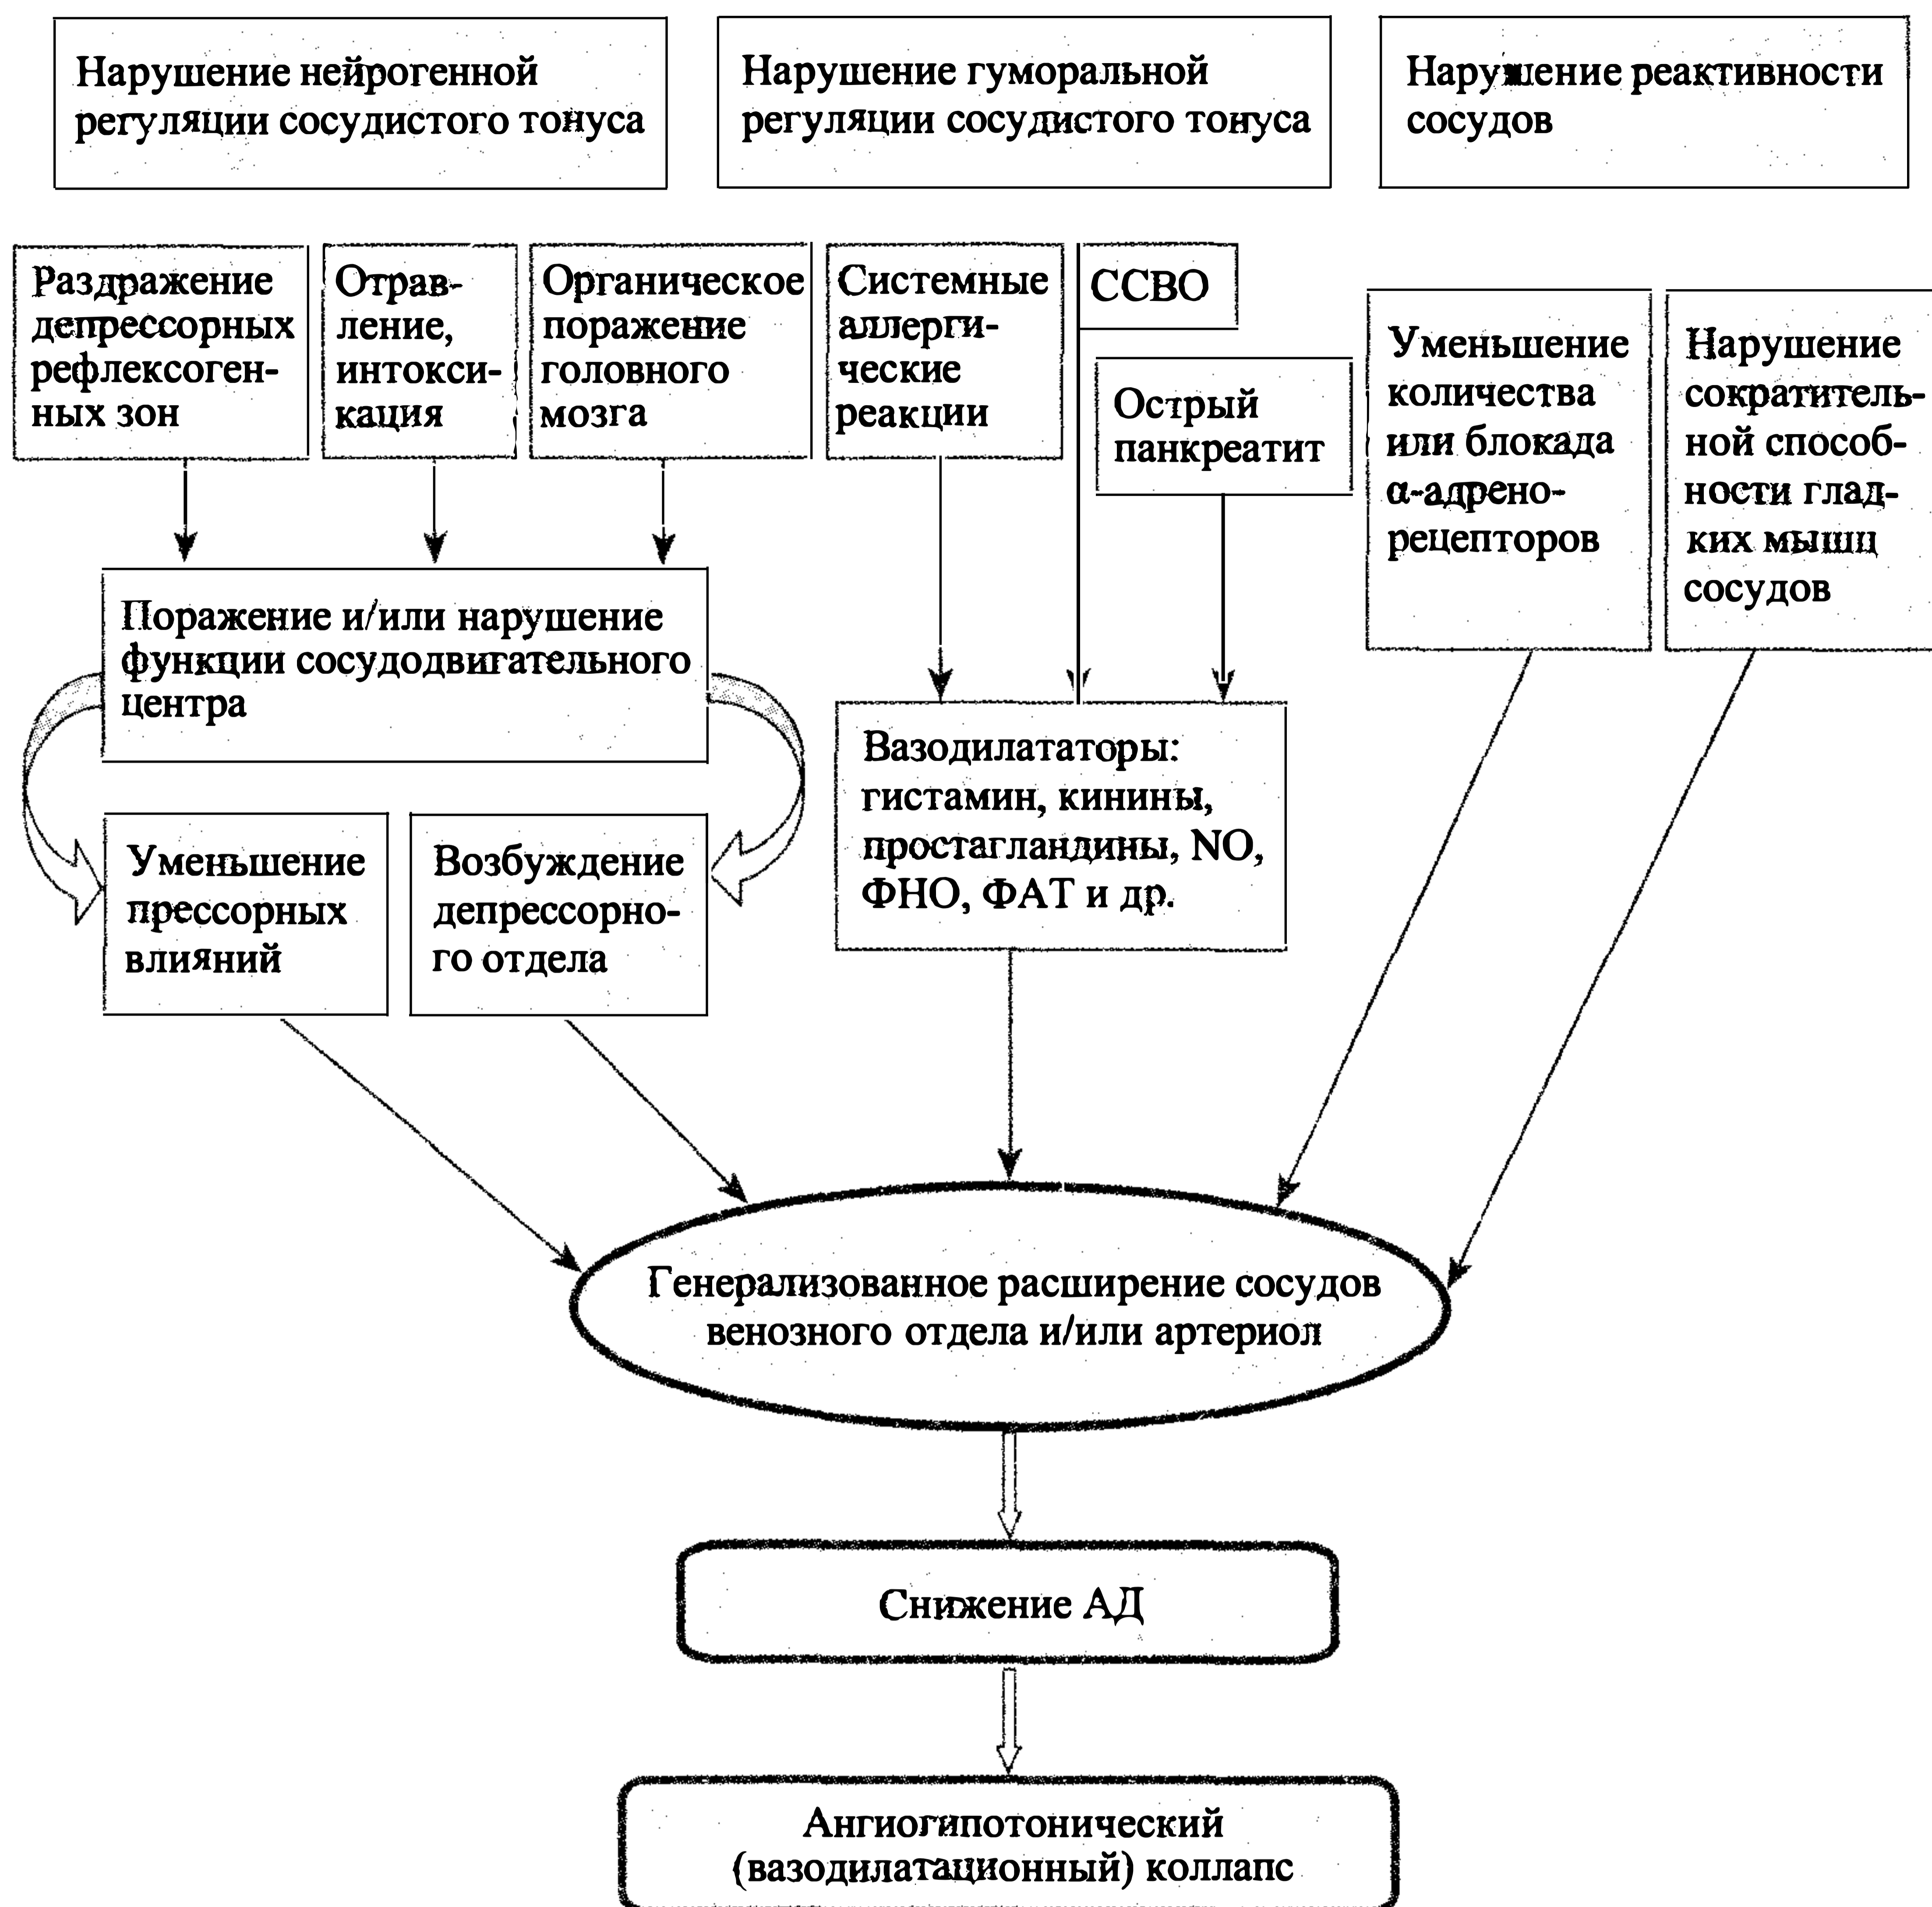 Нарушение нейрогенной
регуляции сосудистого тонуса
Нарушение гуморальной
регуляции сосудистого тонуса
Нарушение реактивности
сосудов
Раздражение
депрессорных
рефлексоген-
ных зон
Отрав-
ление,
интокси-
кация
Органическое
поражение
головного
мозга
Системные
аллерги-
ческие
реакции
ССВО
Острый
панкреатит
Уменьшение
количества
или блокада
α-адрено-
рецепторов
Нарушение
сократитель-
ной способ-
ности глад-
ких мышц
сосудов
Поражение и/или нарушение
функции сосудодвигательного
центра
Уменьшение
прессорных
влияний
Возбуждение
депрессорно-
го отдела
Вазодилататоры:
гистамин, кинины,
простагландины, NO,
ФНО, ФАТ и др.
Генерализованное расширение сосудов
венозного отдела и/или артериол
Снижение АД
Ангиогипотонический
(вазодилатационный) коллапс